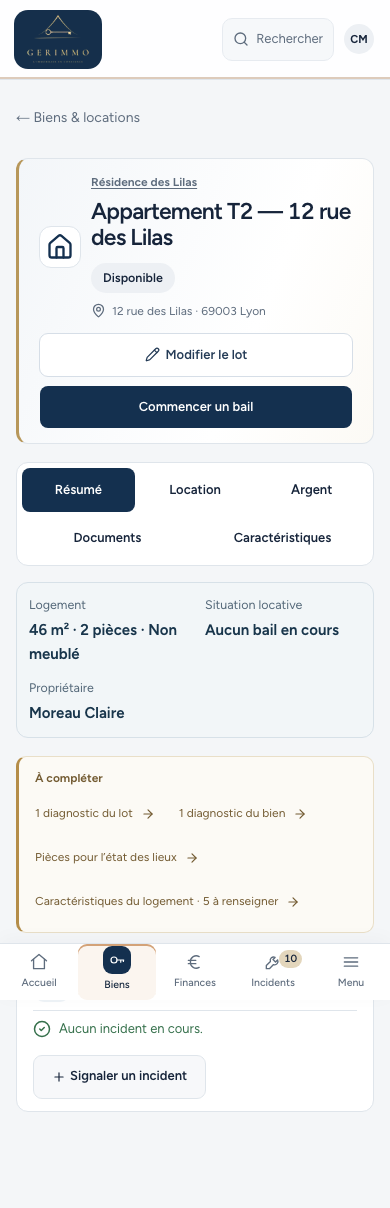 GERIMMO
Rechercher
CM
← Biens & locations
Résidence des Lilas
Appartement T2 — 12 rue
des Lilas
Disponible
12 rue des Lilas · 69003 Lyon
Modifier le lot
Commencer un bail
Résumé
Location
Argent
Documents
Caractéristiques
Logement
46 m² · 2 pièces · Non
meublé
Situation locative
Aucun bail en cours
Propriétaire
Moreau Claire
À compléter
1 diagnostic du lot →
1 diagnostic du bien →
Pièces pour l'état des lieux →
Caractéristiques du logement · 5 à renseigner →
Accueil
Biens
Finances
10
Incidents
Menu
Aucun incident en cours.
+ Signaler un incident